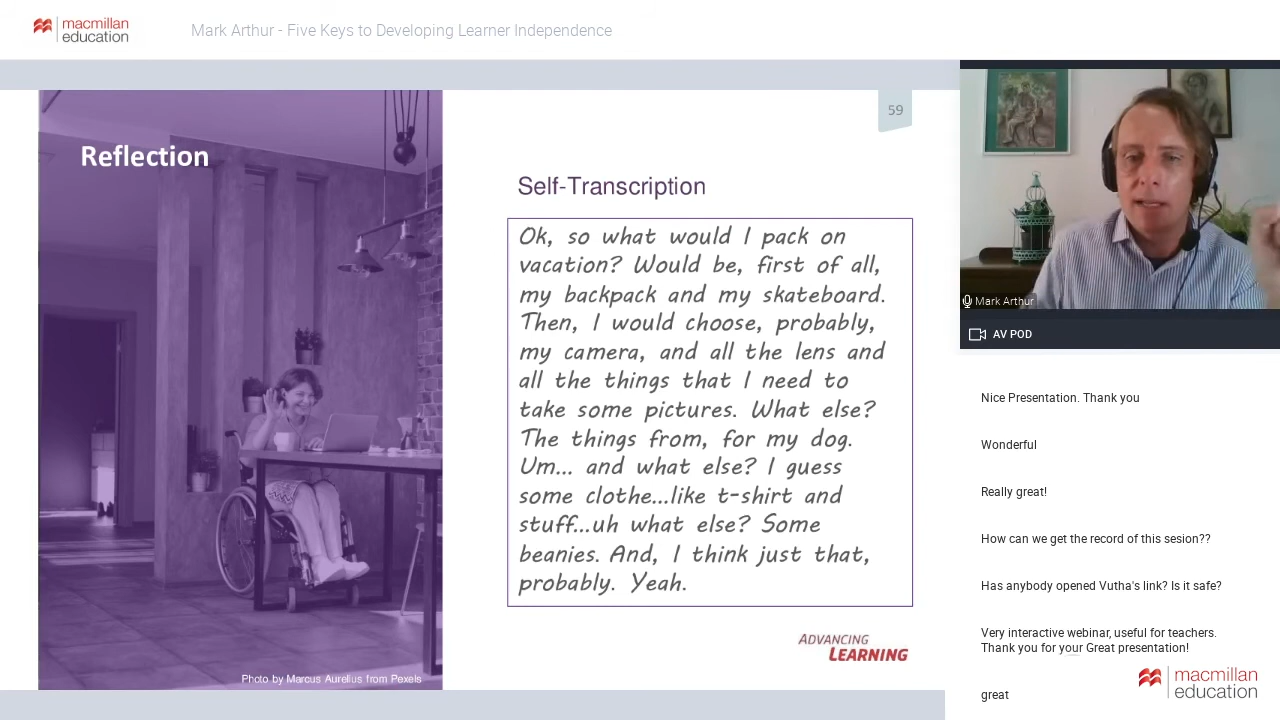 macmillan
education
Mark Arthur - Five Keys to Developing Learner Independence
59
Reflection
Self-Transcription
Ok, so what would I pack on
vacation? Would be, first of all,
my backpack and my skateboard.
Then, I would choose, probably,
my camera, and all the lens and
all the things that I need to
take some pictures. What else?
The things from, for my dog.
Um... and what else? I guess
some clothe...like t-shirt and
stuff...uh what else? Some
beanies. And, I think just that,
probably. Yeah.
ADVANCING
LEARNING
Photo by Marcus Aurelius from Pexels
Mark Arthur
AV POD
Nice Presentation. Thank you
Wonderful
Really great!
How can we get the record of this sesion??
Has anybody opened Vutha's link? Is it safe?
Very interactive webinar, useful for teachers.
Thank you for your Great presentation!
great
macmillan
education